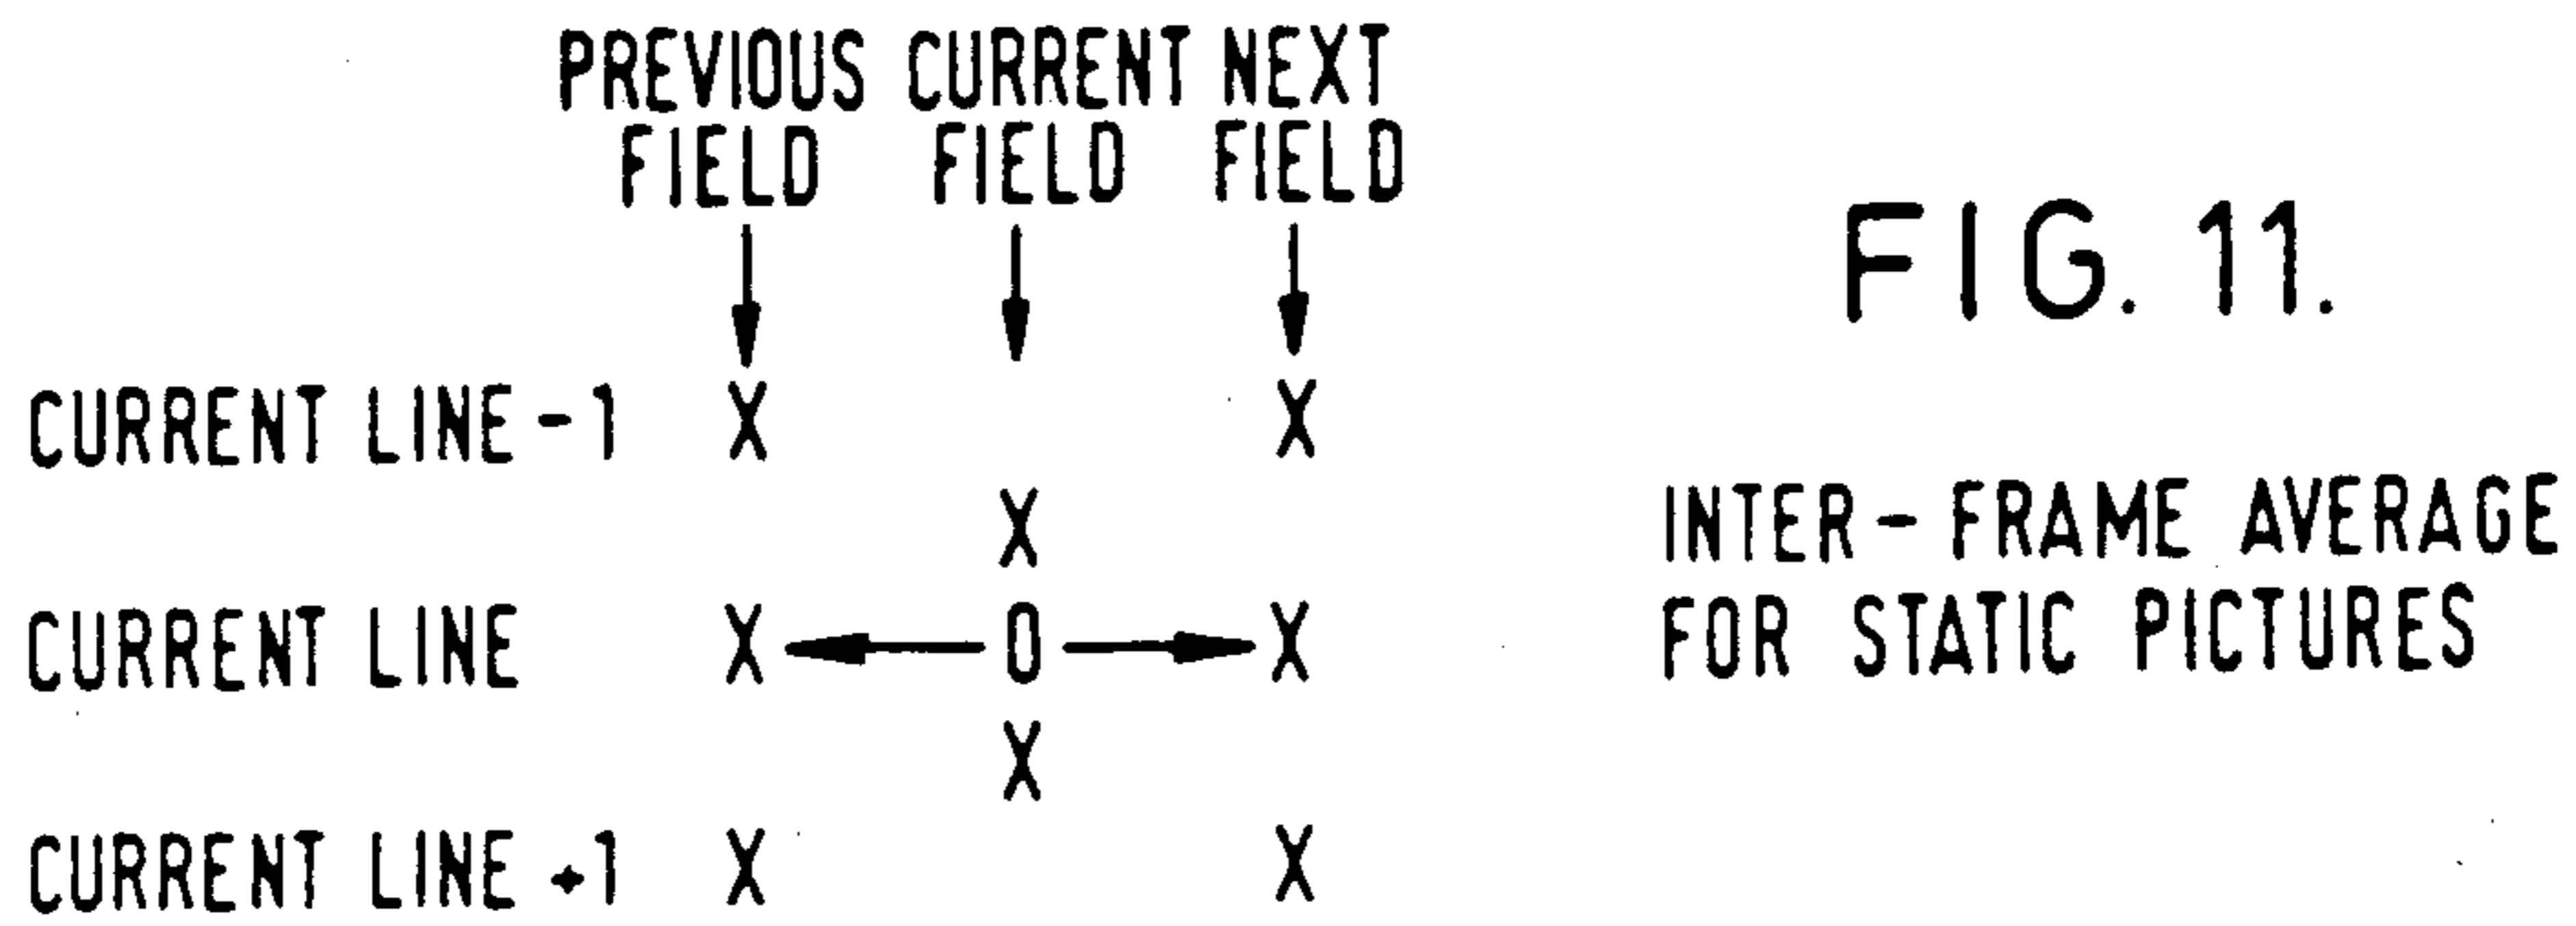 PREVIOUS CURRENT NEXT
FIELD FIELD FIELD
FIG. 11.
CURRENT LINE - 1 X X
X
INTER - FRAME AVERAGE
CURRENT LINE X O X
FOR STATIC PICTURES
X
CURRENT LINE +1 X X